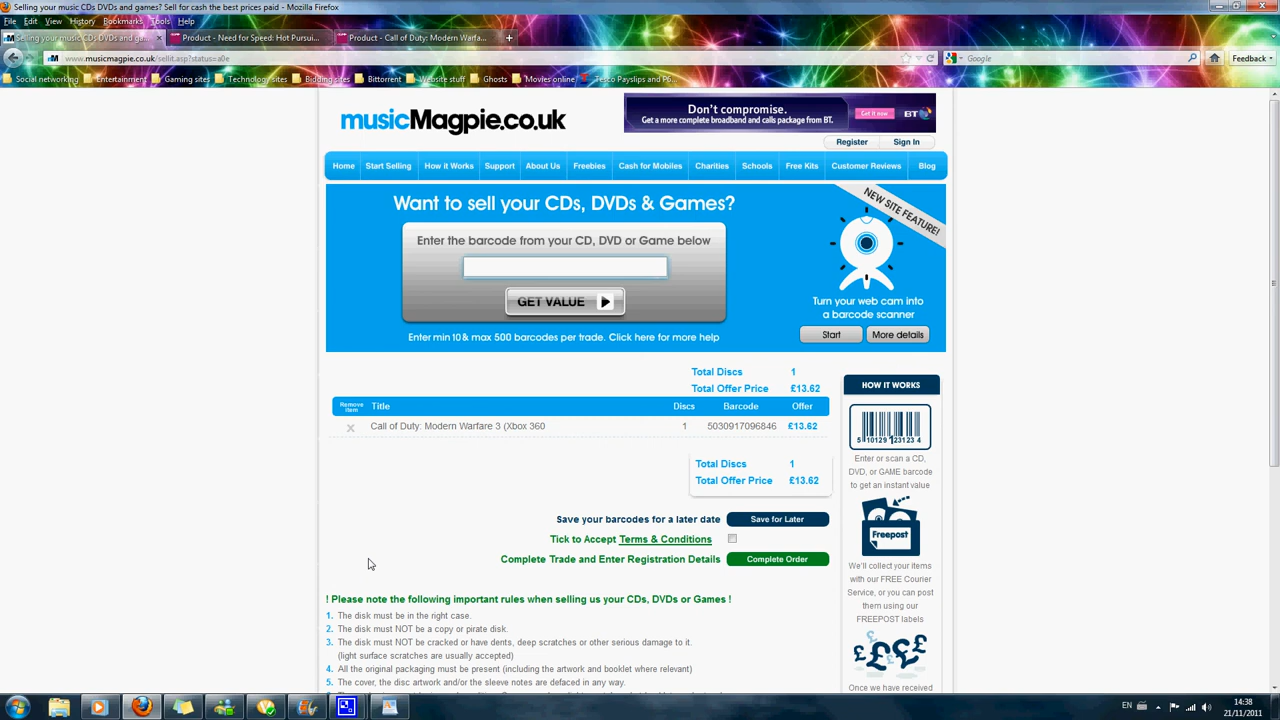 Selling your music CDs DVDs and games? Sell for cash the best prices paid - Mozilla Firefox
File Edit View History Bookmarks Tools Help
Selling your music CDs DVDs and ga...
Product - Need for Speed: Hot Pursui...
Product - Call of Duty: Modern Warfa...
www.musicmagpie.co.uk/sellit.asp?status=a0e
Google
Feedback
Social networking Entertainment Gaming sites Technology sites Bidding sites Bittorrent Website stuff Ghosts Movies online Tesco Payslips and P6...
musicMagpie.co.uk
Don't compromise.
Get a more complete broadband and calls package from BT.
Get it now
BT
Register Sign In
Home Start Selling How it Works Support About Us Freebies Cash for Mobiles Charities Schools Free Kits Customer Reviews Blog
Want to sell your CDs, DVDs & Games?
Enter the barcode from your CD, DVD or Game below
GET VALUE
Enter min 10 & max 500 barcodes per trade. Click here for more help
NEW SITE FEATURE!
Turn your web cam into
a barcode scanner
Start More details
Total Discs 1
Total Offer Price £13.62
Remove item Title Discs Barcode Offer
X Call of Duty: Modern Warfare 3 (Xbox 360 1 5030917096846 £13.62
Total Discs 1
Total Offer Price £13.62
Save your barcodes for a later date Save for Later
Tick to Accept Terms & Conditions
Complete Trade and Enter Registration Details Complete Order
! Please note the following important rules when selling us your CDs, DVDs or Games !
1. The disk must be in the right case.
2. The disk must NOT be a copy or pirate disk.
3. The disk must NOT be cracked or have dents, deep scratches or other serious damage to it.
(light surface scratches are usually accepted)
4. All the original packaging must be present (including the artwork and booklet where relevant)
5. The cover, the disc artwork and/or the sleeve notes are defaced in any way.
HOW IT WORKS
5 10129 123123 4
Enter or scan a CD,
DVD, or GAME barcode
to get an instant value
Freepost
We'll collect your items
with our FREE Courier
Service, or you can post
them using our
FREEPOST labels
££££
Once we have received
EN
14:38
21/11/2011